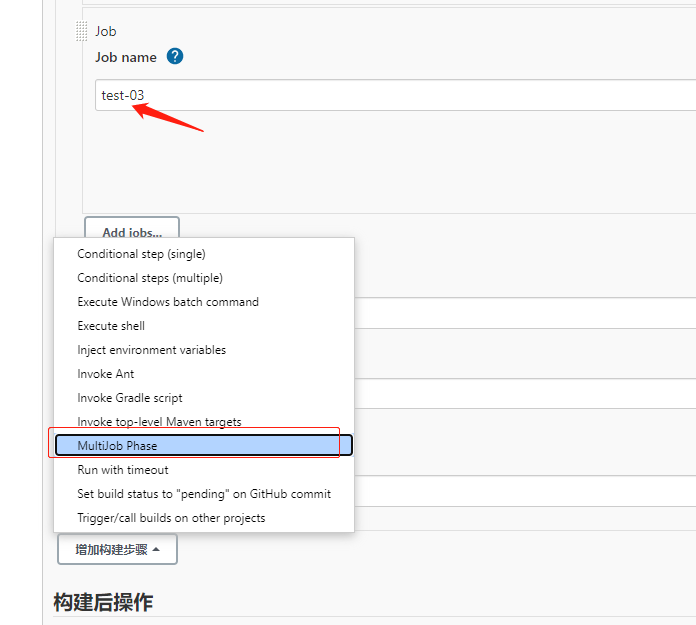 Job
Job name ?
test-03
Add jobs...
Conditional step (single)
Conditional steps (multiple)
Execute Windows batch command
Execute shell
Inject environment variables
Invoke Ant
Invoke Gradle script
Invoke top-level Maven targets
MultiJob Phase
Run with timeout
Set build status to "pending" on GitHub commit
Trigger/call builds on other projects
增加构建步骤
构建后操作